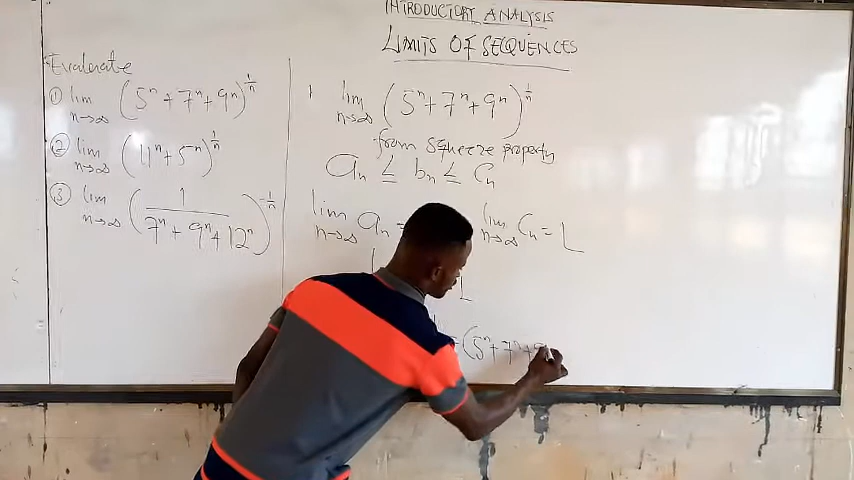 INTRODUCTORY ANALYSIS
LIMITS OF SEQUENCES
Evaluate
① lim n→∞ (5ⁿ+7ⁿ+9ⁿ)^(1/n)
② lim n→∞ (11ⁿ+5⁻ⁿ)^(1/n)
③ lim n→∞ (1/(7ⁿ+9ⁿ+12ⁿ))^(-1/n)
1 lim n→∞ (5ⁿ+7ⁿ+9ⁿ)^(1/n)
from squeeze property
aₙ ≤ bₙ ≤ cₙ
lim n→∞ aₙ = lim n→∞ cₙ = L
L
= (5ⁿ+7ⁿ+9